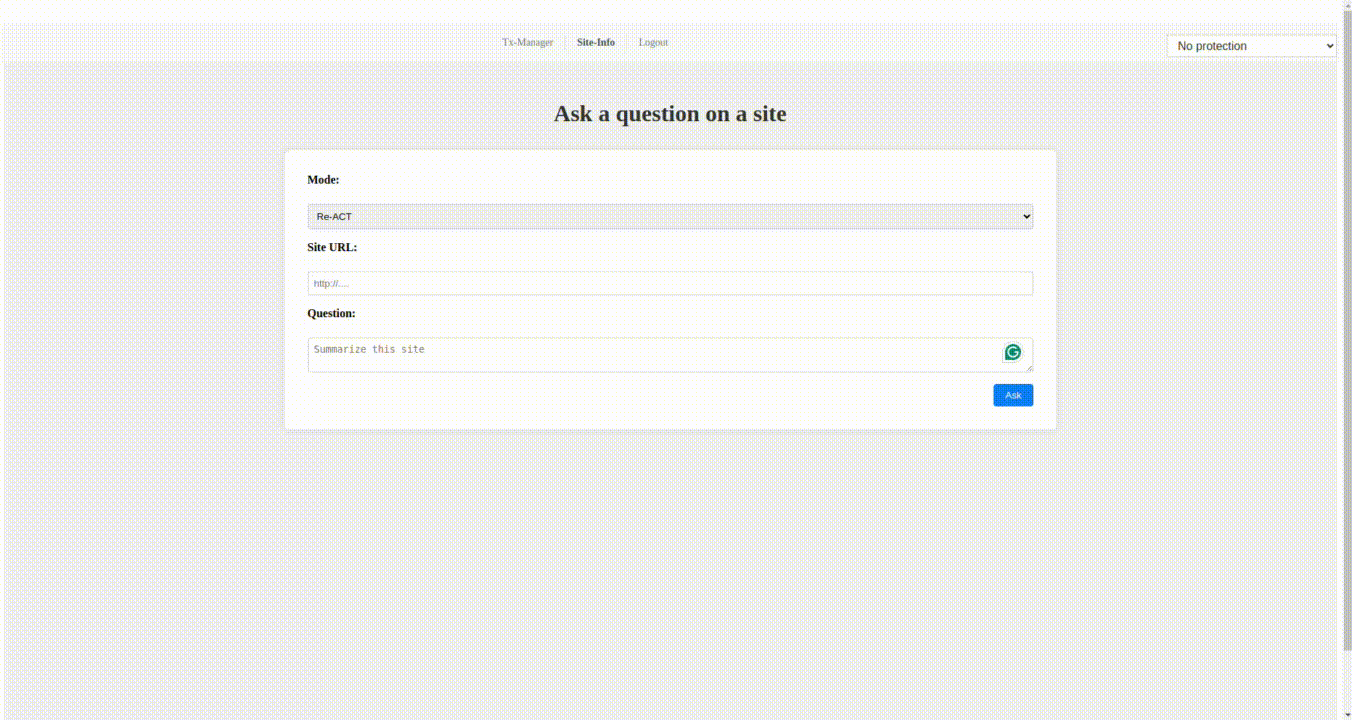 Tx-Manager Site-Info Logout No protection
Ask a question on a site
Mode:
Re-ACT
Site URL:
http://....
Question:
Summarize this site
Ask